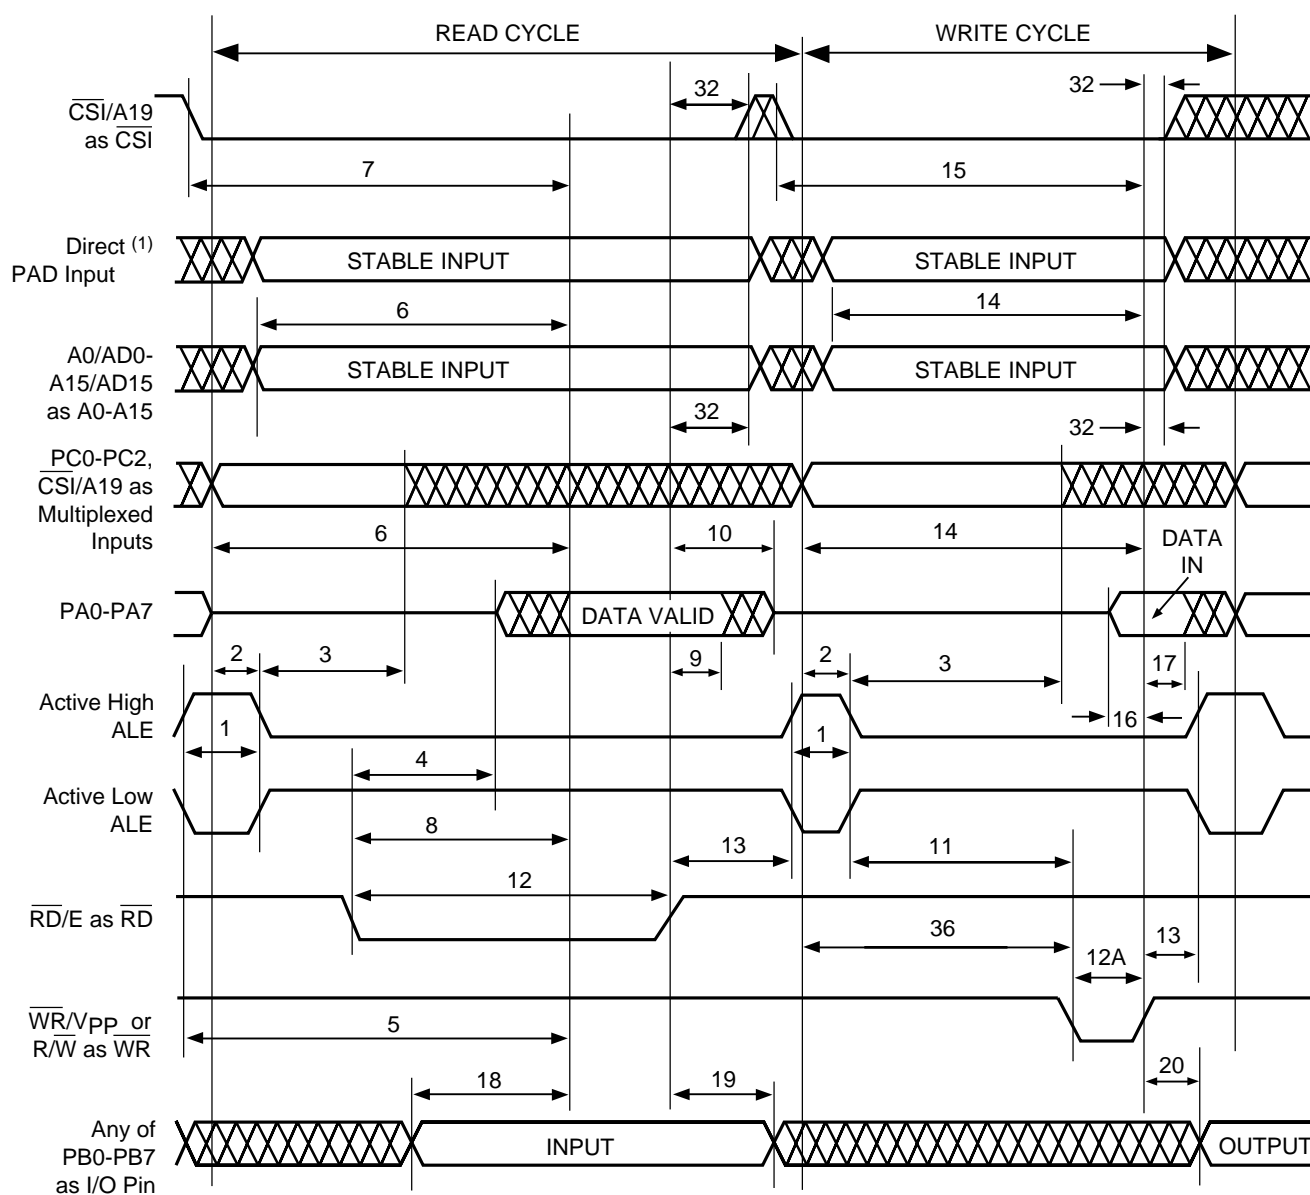 READ CYCLE
WRITE CYCLE
32
32
CSI/A19
as CSI
7
15
Direct (1)
PAD Input
STABLE INPUT
STABLE INPUT
6
14
A0/AD0-
A15/AD15
as A0-A15
STABLE INPUT
STABLE INPUT
32
32
PC0-PC2,
CSI/A19 as
Multiplexed
Inputs
6
10
14
DATA
IN
PA0-PA7
DATA VALID
2
3
9
2
3
17
Active High
ALE
1
1
16
4
Active Low
ALE
8
13
11
12
RD/E as RD
36
13
12A
WR/VPP or
R/W as WR
5
18
19
20
Any of
PB0-PB7
as I/O Pin
INPUT
OUTPUT